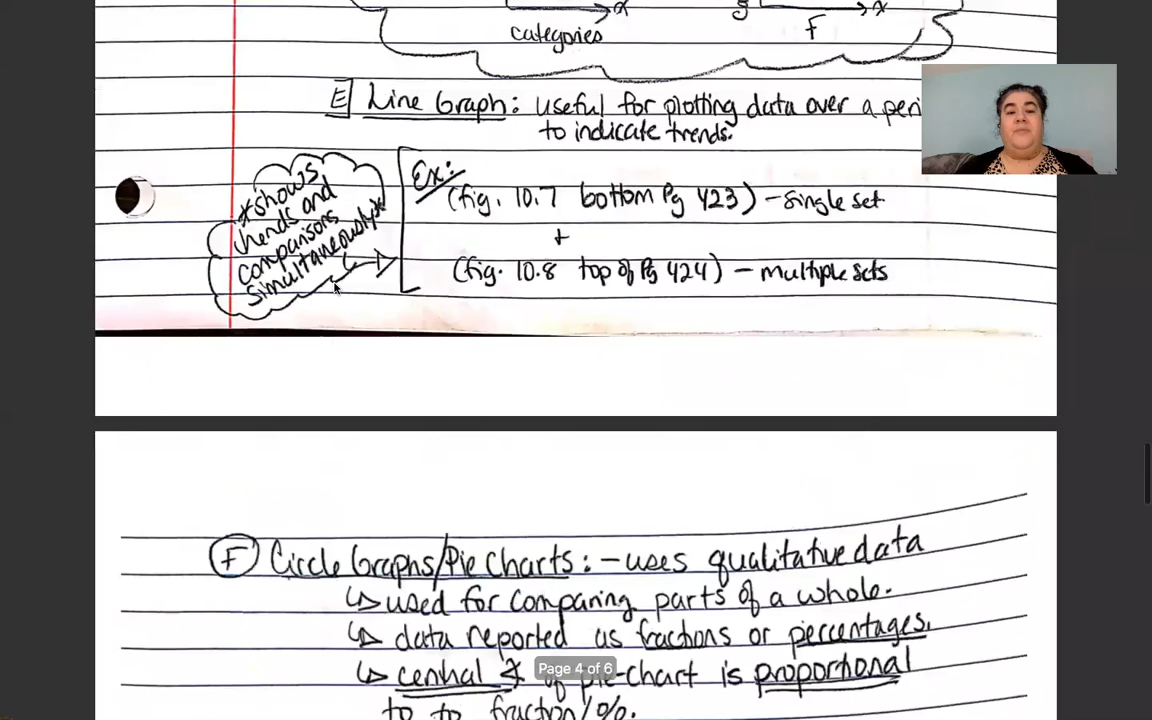 x
g
x
categories
F
E Line Graph: useful for plotting data over a peri
to indicate trends.
*shows
trends and
comparisons
simultaneously*
Ex:
(fig. 10.7 bottom Pg 423) - single set
+
(fig. 10.8 top of Pg 424) - multiple sets
F Circle Graphs/Pie Charts: - uses qualitative data
↳ used for comparing parts of a whole.
↳ data reported as fractions or percentages.
↳ central ∡ of pie-chart is proportional
to to fraction/%.
Page 4 of 6